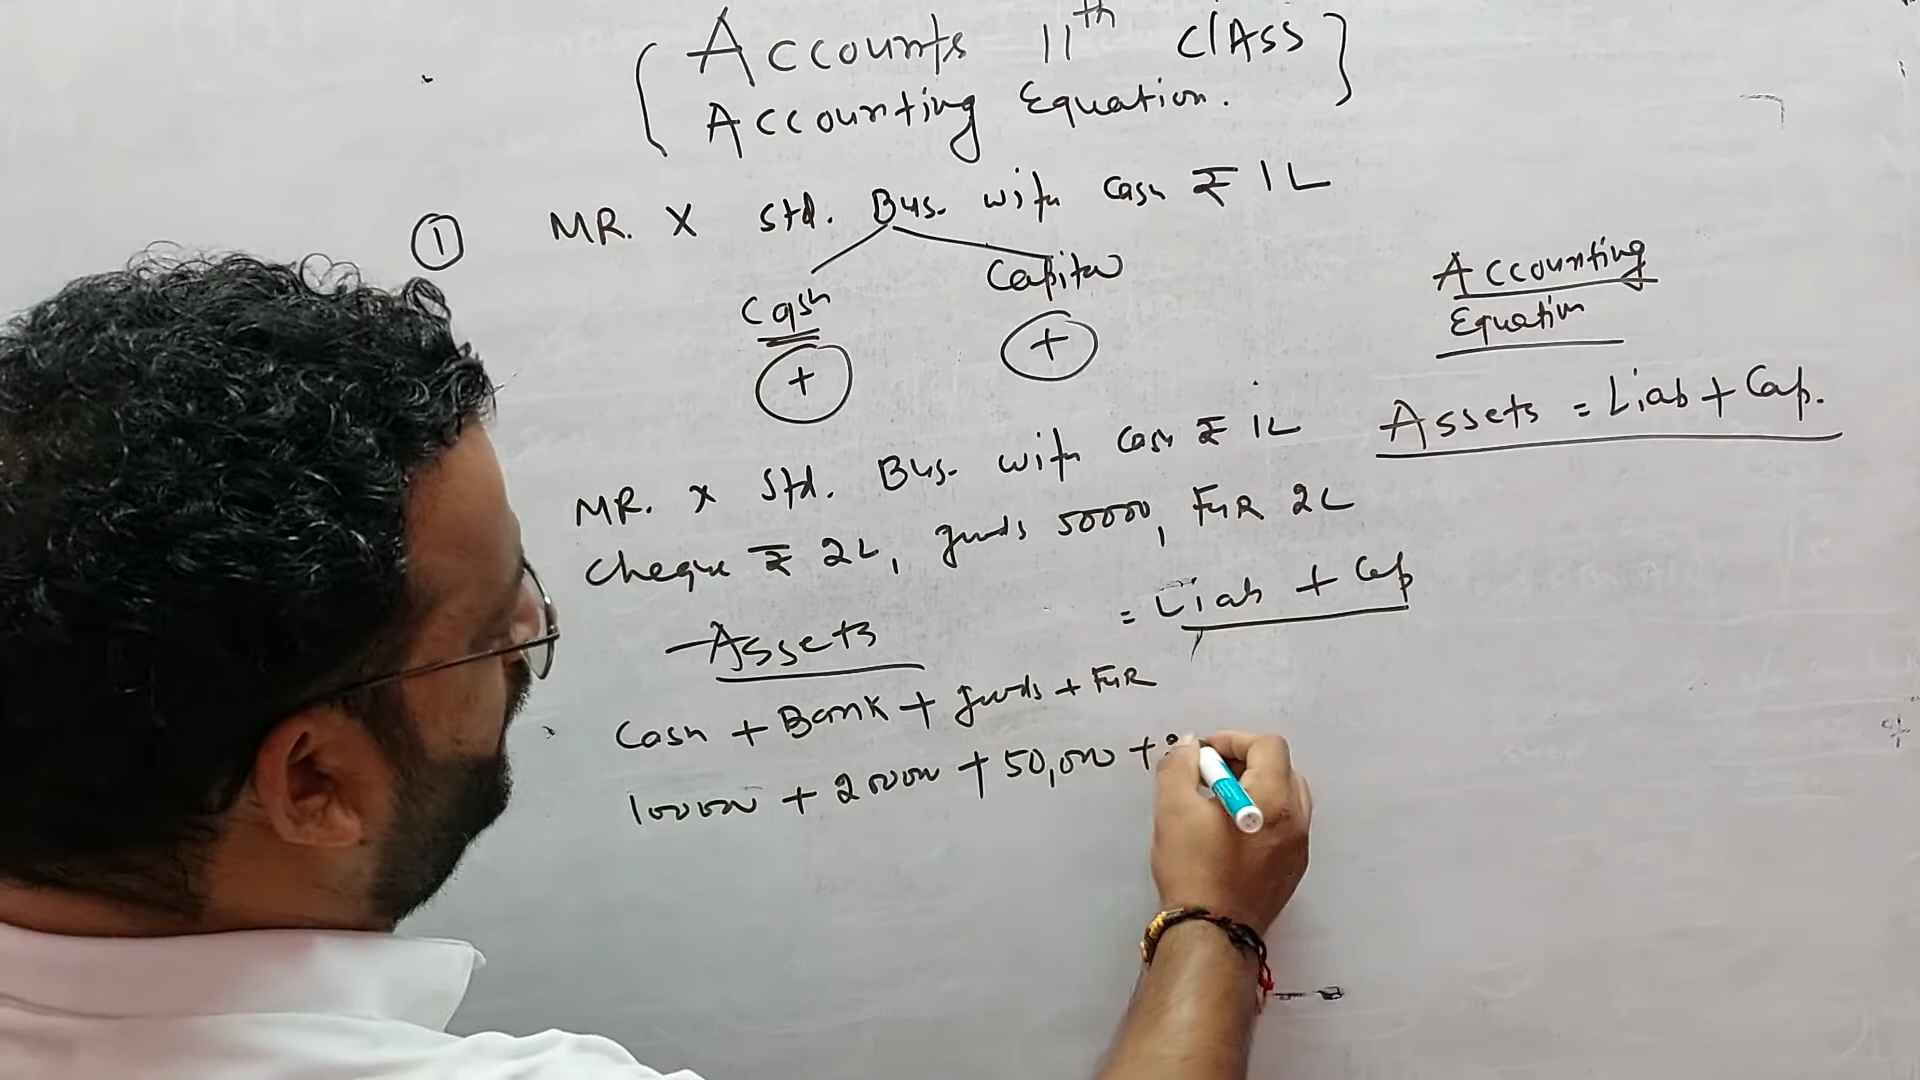 Accounts 11th Class
Accounting Equation.
① MR. X Std. Bus. with Cash ₹ 1L
Cash Capital
+ +
Accounting
Equation
Assets = Liab + Cap.
MR. X Std. Bus. with Cash ₹ 1L
Cheque ₹ 2L, goods 50000, FUR 2L
Assets = Liab + Cap
Cash + Bank + goods + FUR
100000 + 200000 + 50,000 +